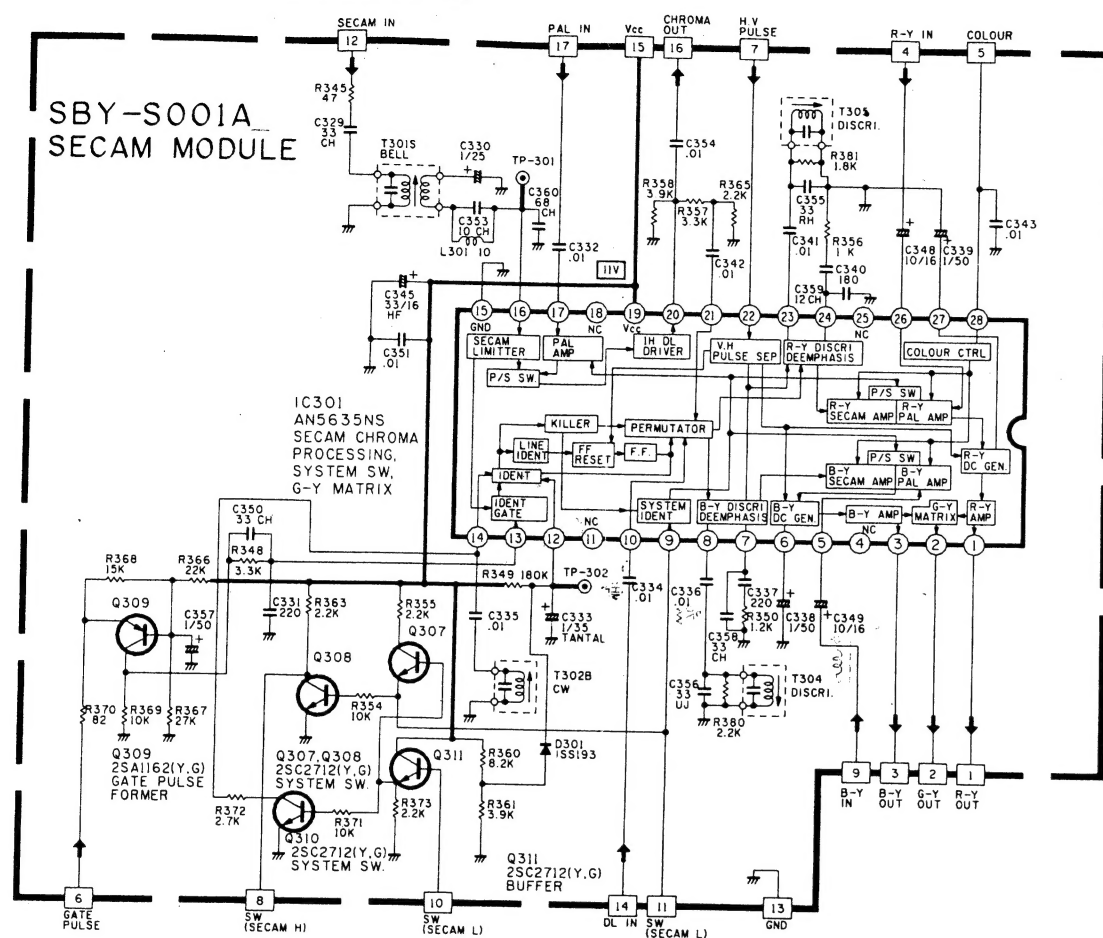 SECAM IN
12
PAL IN
17
Vcc
15
CHROMA
OUT
16
H.V
PULSE
7
R-Y IN
4
COLOUR
5
SBY-S001A
SECAM MODULE
R345
47
C329
33
CH
T301S
BELL
C330
1/25
+
TP-301
C353
10 CH
L301 10
C360
68
CH
C332
.01
11V
C354
.01
R358
3.9K
R357
3.3K
R365
2.2K
C342
.01
T305
DISCRI.
R381
1.8K
C355
33
RH
C341
.01
R356
1 K
C340
180
C359
12CH
C348
10/16
C339
1/50
C343
.01
C345
33/16
HF
C351
.01
15
16
17
18
19
20
21
22
23
24
25
26
27
28
GND
NC
Vcc
NC
SECAM
LIMITTER
PAL
AMP
1H DL
DRIVER
V.H
PULSE SEP
R-Y DISCRI
DEEMPHASIS
COLOUR CTRL
P/S SW.
P/S SW
R-Y
SECAM AMP
R-Y
PAL AMP
KILLER
PERMUTATOR
LINE
IDENT
FF
RESET
F.F.
P/S SW
B-Y
SECAM AMP
B-Y
PAL AMP
R-Y
DC GEN.
IDENT
IDENT
GATE
SYSTEM
IDENT
B-Y DISCRI
DEEMPHASIS
B-Y
DC GEN.
B-Y AMP
G-Y
MATRIX
R-Y
AMP
NC
NC
14
13
12
11
10
9
8
7
6
5
4
3
2
1
IC301
AN5635NS
SECAM CHROMA
PROCESSING,
SYSTEM SW,
G-Y MATRIX
C350
33 CH
R348
3.3K
R368
15K
R366
22K
Q309
C357
1/50
C331
220
R363
2.2K
R355
2.2K
Q307
Q308
R349 180K
TP-302
C335
.01
C333
1/35
TANTAL
C334
.01
C336
.01
C337
220
R350
1.2K
C358
33
CH
C338
1/50
C349
10/16
T302B
CW
C356
33
UJ
R380
2.2K
T304
DISCRI.
R370
82
R369
10K
R367
27K
R354
10K
Q309
2SA1162(Y,G)
GATE PULSE
FORMER
Q307,Q308
2SC2712(Y,G)
SYSTEM SW.
Q311
R360
8.2K
D301
ISS193
R372
2.7K
R371
10K
R373
2.2K
R361
3.9K
Q310
2SC2712(Y,G)
SYSTEM SW.
Q311
2SC2712(Y,G)
BUFFER
9
B-Y
IN
3
B-Y
OUT
2
G-Y
OUT
1
R-Y
OUT
6
GATE
PULSE
8
SW
(SECAM H)
10
SW
(SECAM L)
14
DL IN
11
SW
(SECAM L)
13
GND